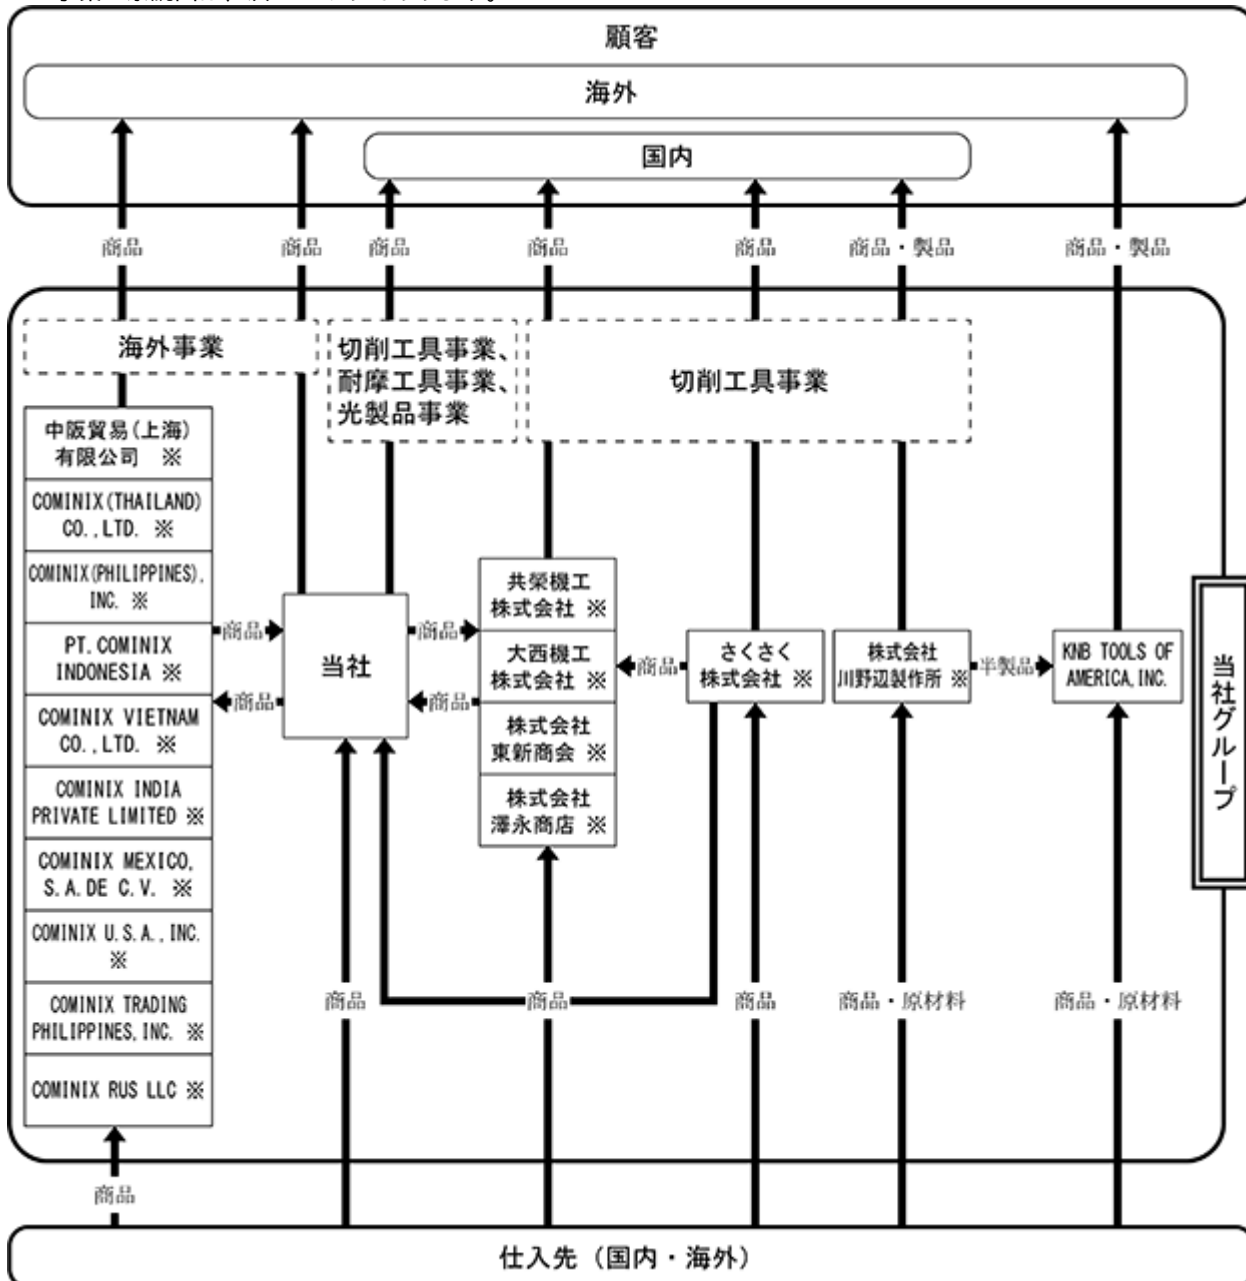 顧客
海外
国内
商品
商品
商品
商品
商品
商品・製品
商品・製品
海外事業
切削工具事業、
耐摩工具事業、
光製品事業
切削工具事業
中阪貿易(上海)
有限公司 ※
COMINIX(THAILAND)
CO.,LTD. ※
COMINIX(PHILIPPINES),
INC. ※
PT.COMINIX
INDONESIA ※
COMINIX VIETNAM
CO.,LTD. ※
COMINIX INDIA
PRIVATE LIMITED ※
COMINIX MEXICO,
S.A.DE C.V. ※
COMINIX U.S.A.,INC.
※
COMINIX TRADING
PHILIPPINES,INC. ※
COMINIX RUS LLC ※
商品
商品
当社
商品
商品
共榮機工
株式会社 ※
大西機工
株式会社 ※
株式会社
東新商会 ※
株式会社
澤永商店 ※
商品
さくさく
株式会社 ※
株式会社
川野辺製作所 ※
半製品
KNB TOOLS OF
AMERICA,INC.
当社グループ
商品
商品
商品
商品・原材料
商品・原材料
商品
仕入先（国内・海外）